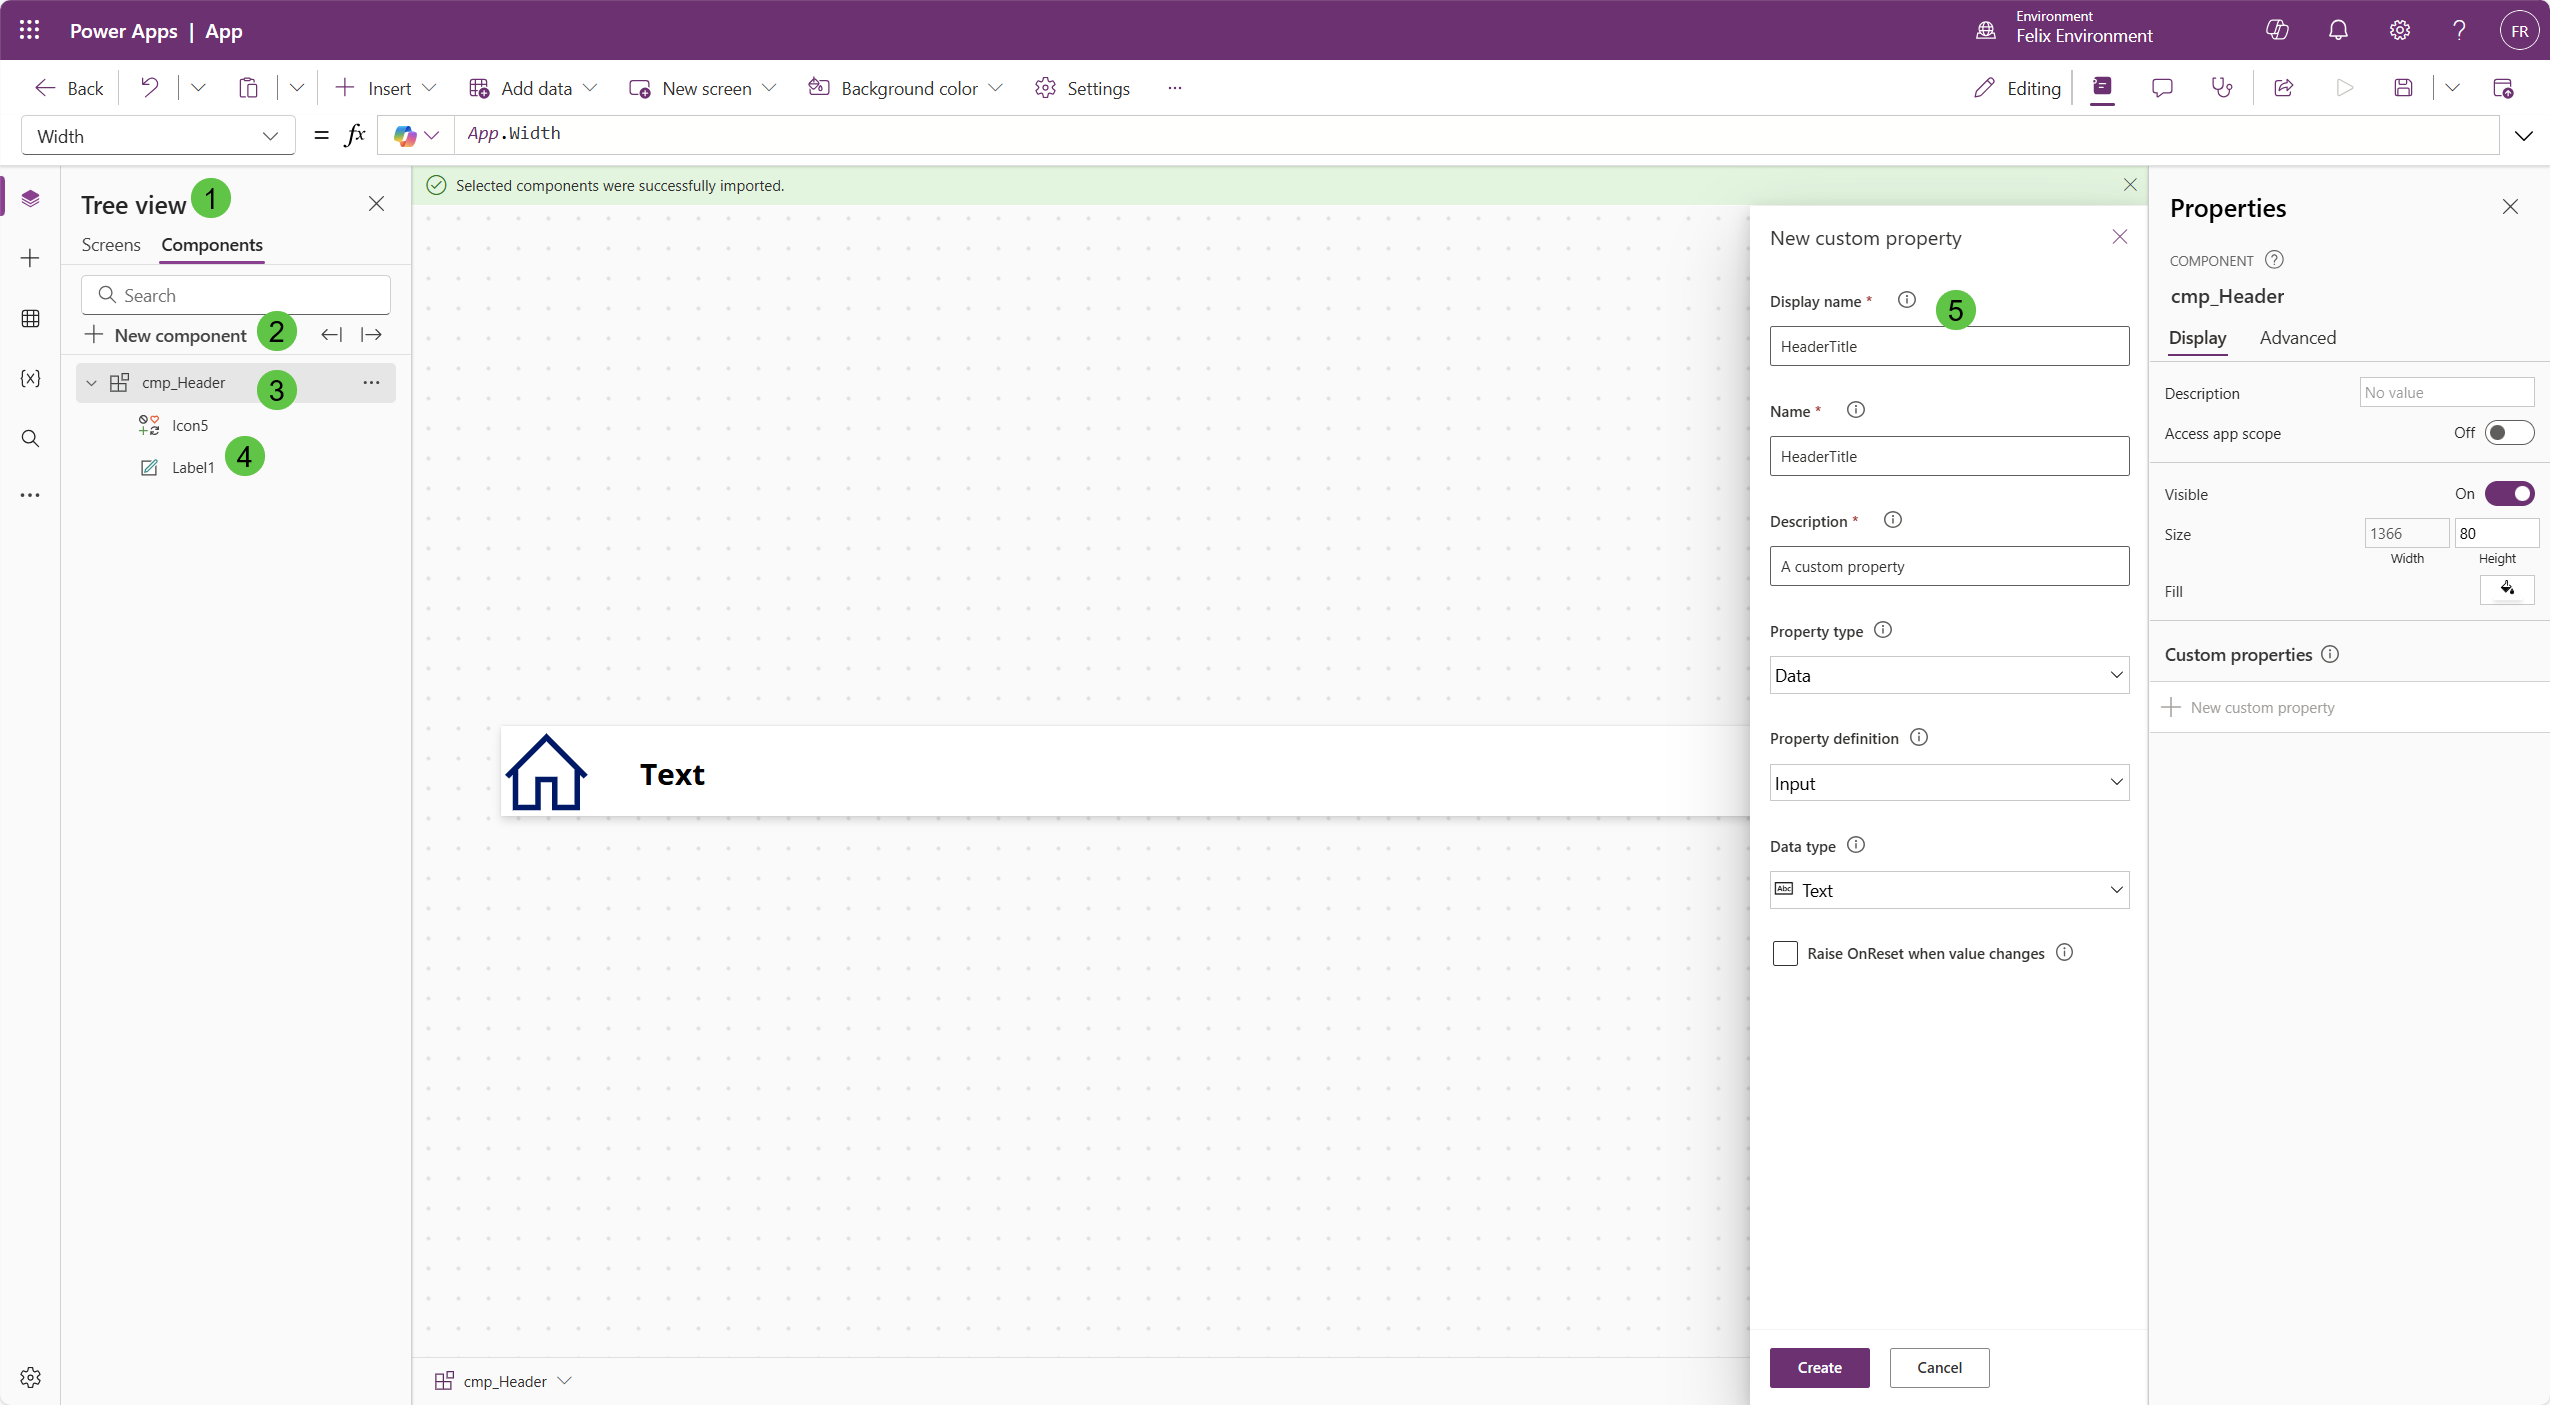 Power Apps | App
Environment
Felix Environment
FR
Back
Insert
Add data
New screen
Background color
Settings
...
Editing
Width
= fx
App.Width
Tree view
1
Screens
Components
Search
New component
2
cmp_Header
3
...
Icon5
Label1
4
Selected components were successfully imported.
Text
cmp_Header
New custom property
Display name *
5
HeaderTitle
Name *
HeaderTitle
Description *
A custom property
Property type
Data
Property definition
Input
Data type
Abc Text
Raise OnReset when value changes
Create
Cancel
Properties
COMPONENT
cmp_Header
Display
Advanced
Description
No value
Access app scope
Off
Visible
On
Size
1366
80
Width
Height
Fill
Custom properties
New custom property